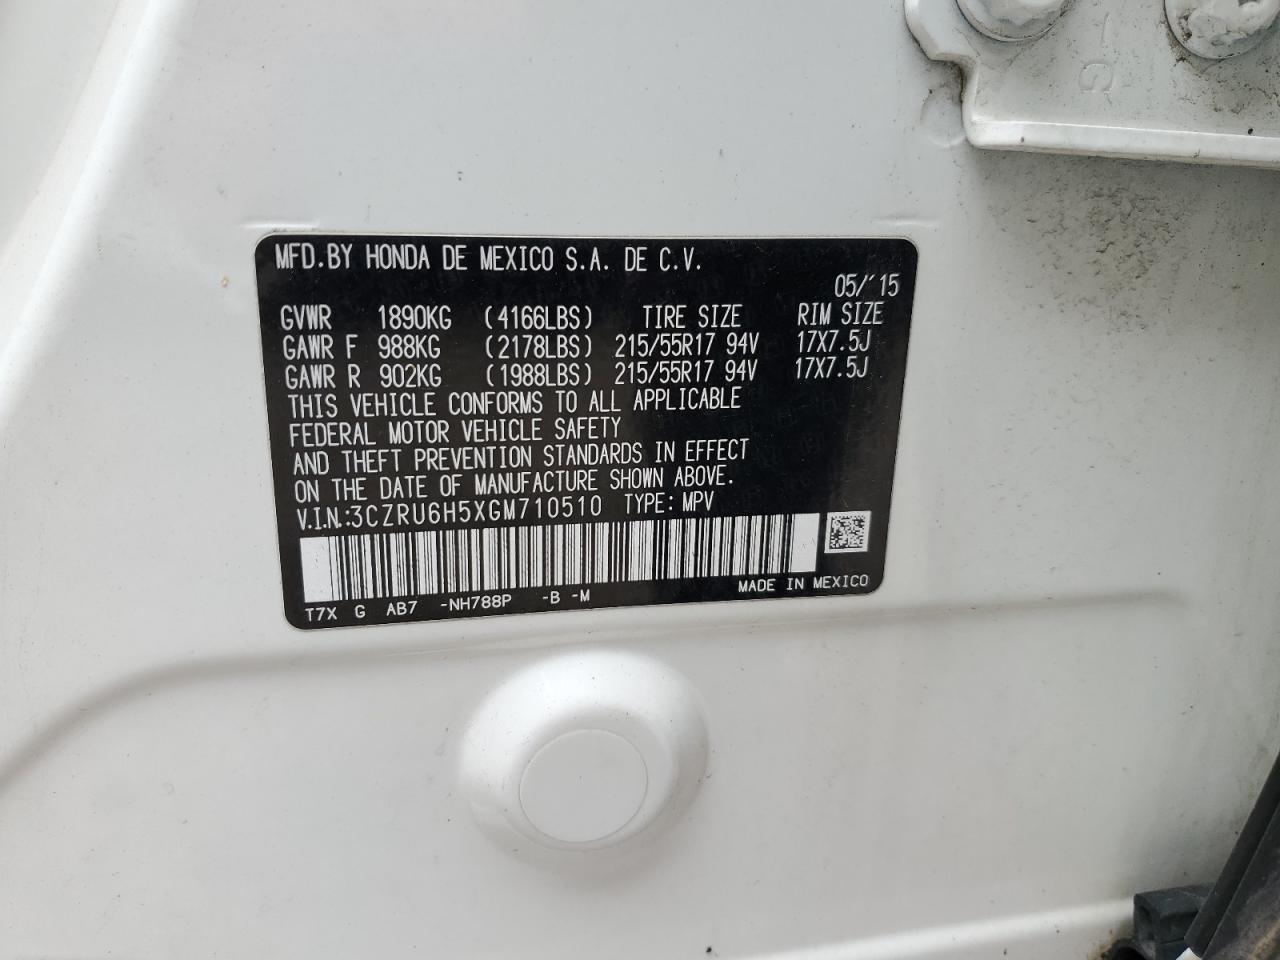 MFD.BY HONDA DE MEXICO S.A. DE C.V.
05/'15
GVWR 1890KG (4166LBS) TIRE SIZE RIM SIZE
GAWR F 988KG (2178LBS) 215/55R17 94V 17X7.5J
GAWR R 902KG (1988LBS) 215/55R17 94V 17X7.5J
THIS VEHICLE CONFORMS TO ALL APPLICABLE
FEDERAL MOTOR VEHICLE SAFETY
AND THEFT PREVENTION STANDARDS IN EFFECT
ON THE DATE OF MANUFACTURE SHOWN ABOVE.
V.I.N.:3CZRU6H5XGM710510 TYPE: MPV
MADE IN MEXICO
T7X G AB7 -NH788P -B -M